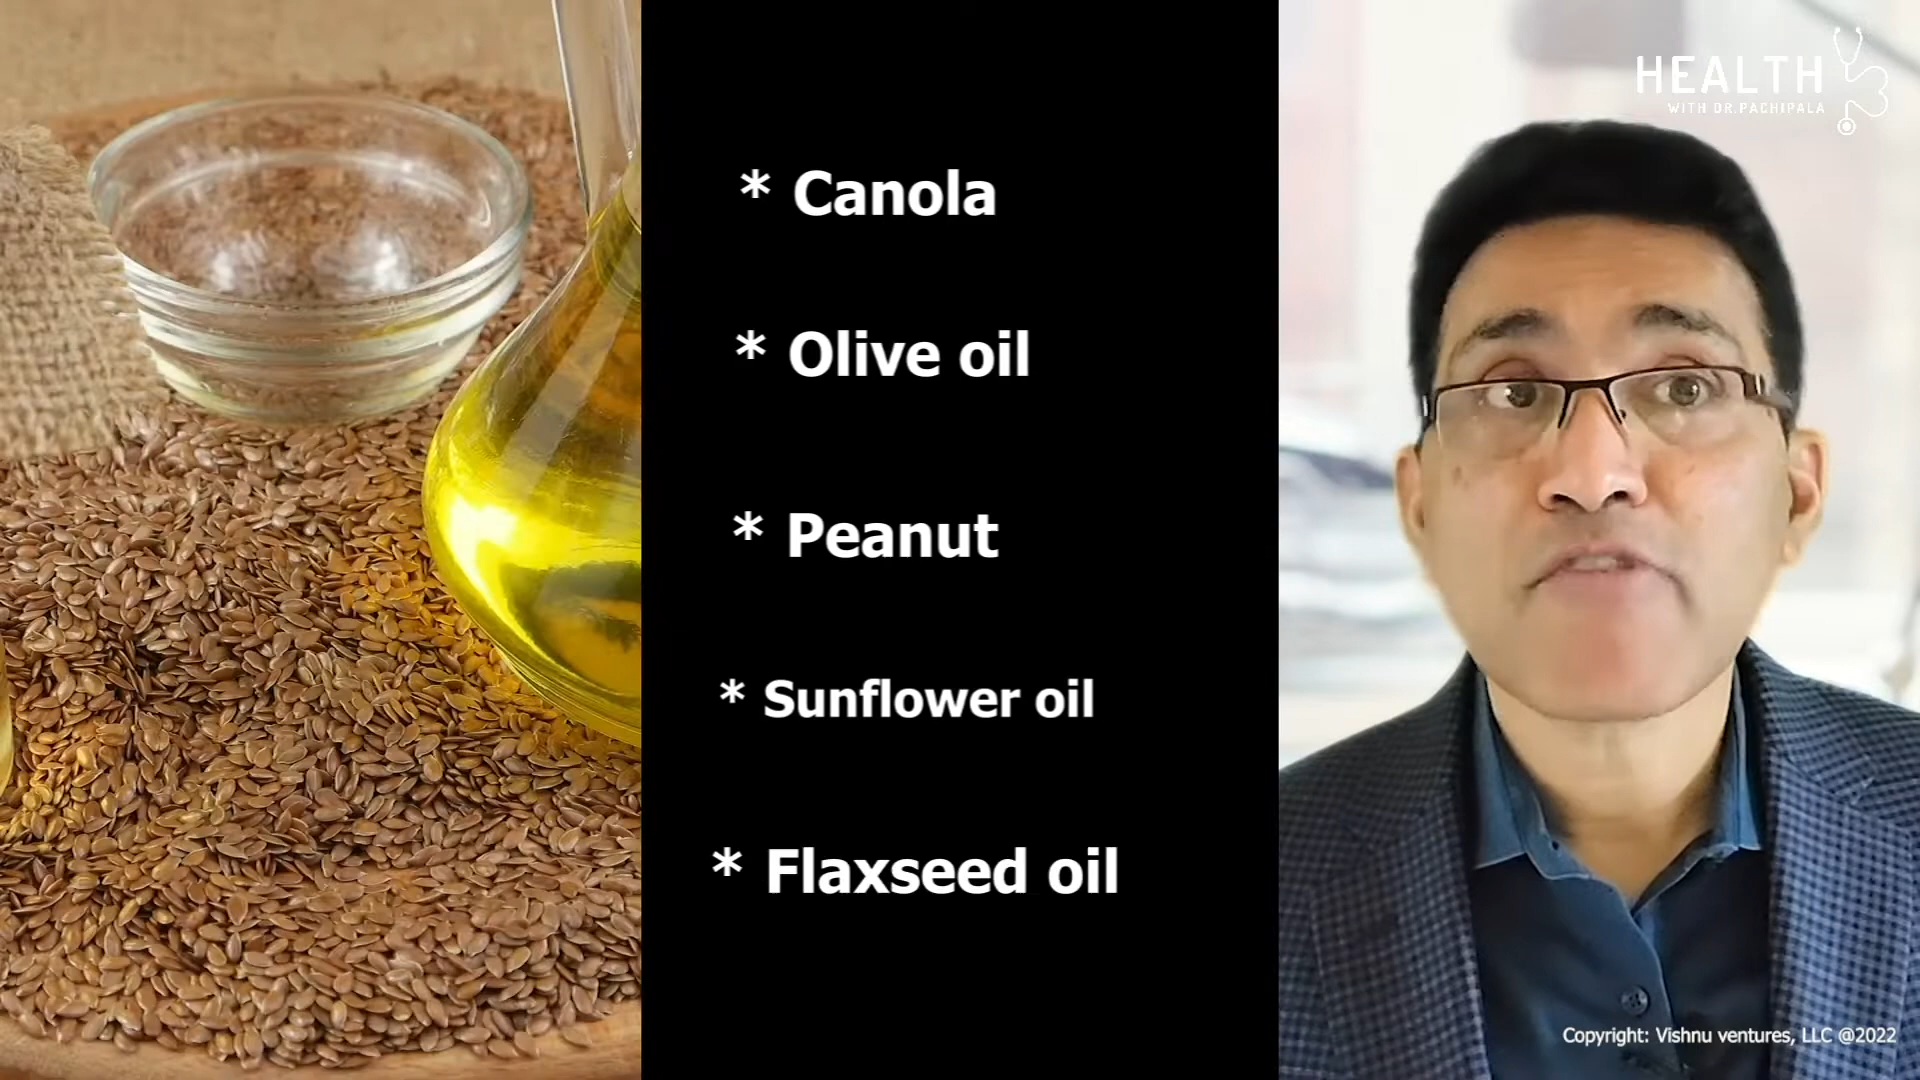 * Canola
* Olive oil
* Peanut
* Sunflower oil
* Flaxseed oil
HEALTH
WITH DR.PACHIPALA
Copyright: Vishnu ventures, LLC @2022